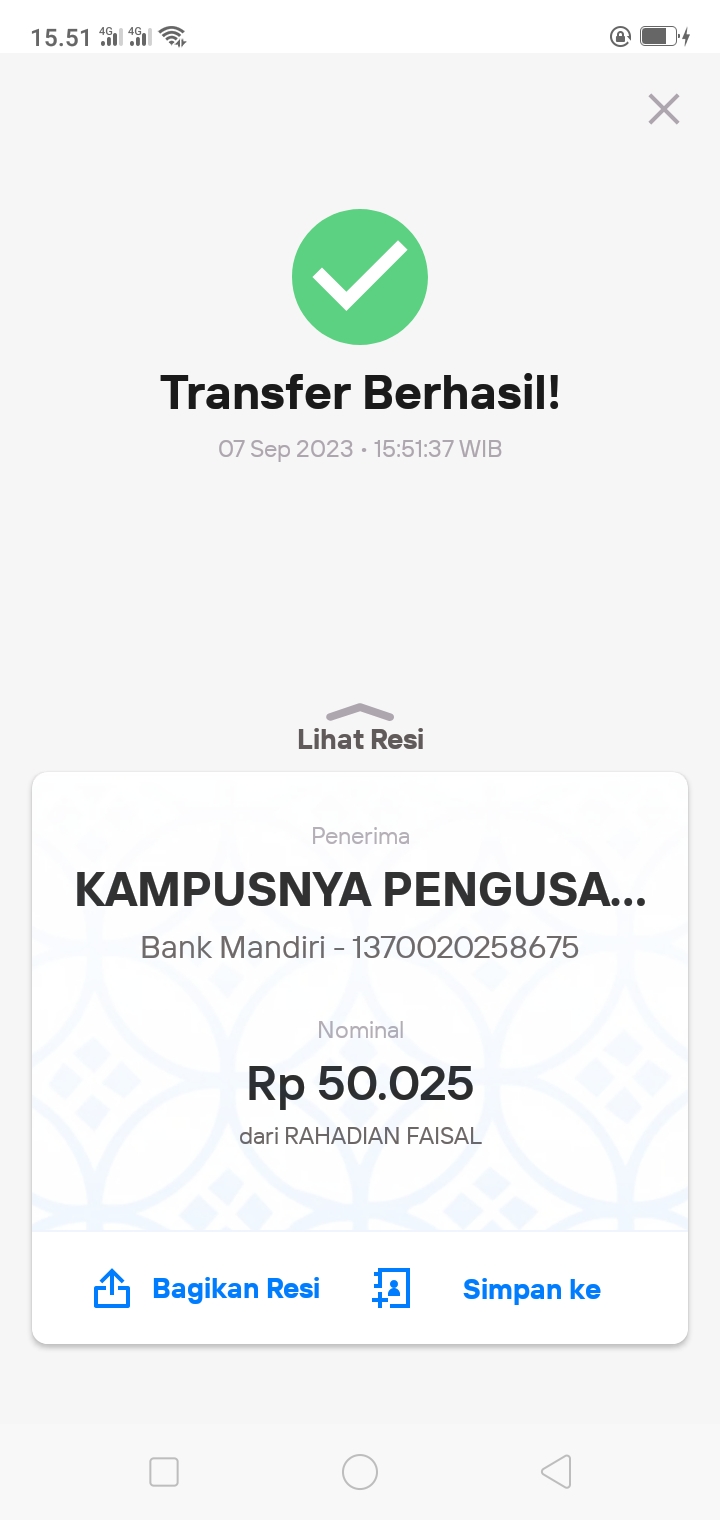 15.51 4G 4G
Transfer Berhasil!
07 Sep 2023 • 15:51:37 WIB
Lihat Resi
Penerima
KAMPUSNYA PENGUSA...
Bank Mandiri - 1370020258675
Nominal
Rp 50.025
dari RAHADIAN FAISAL
Bagikan Resi
Simpan ke